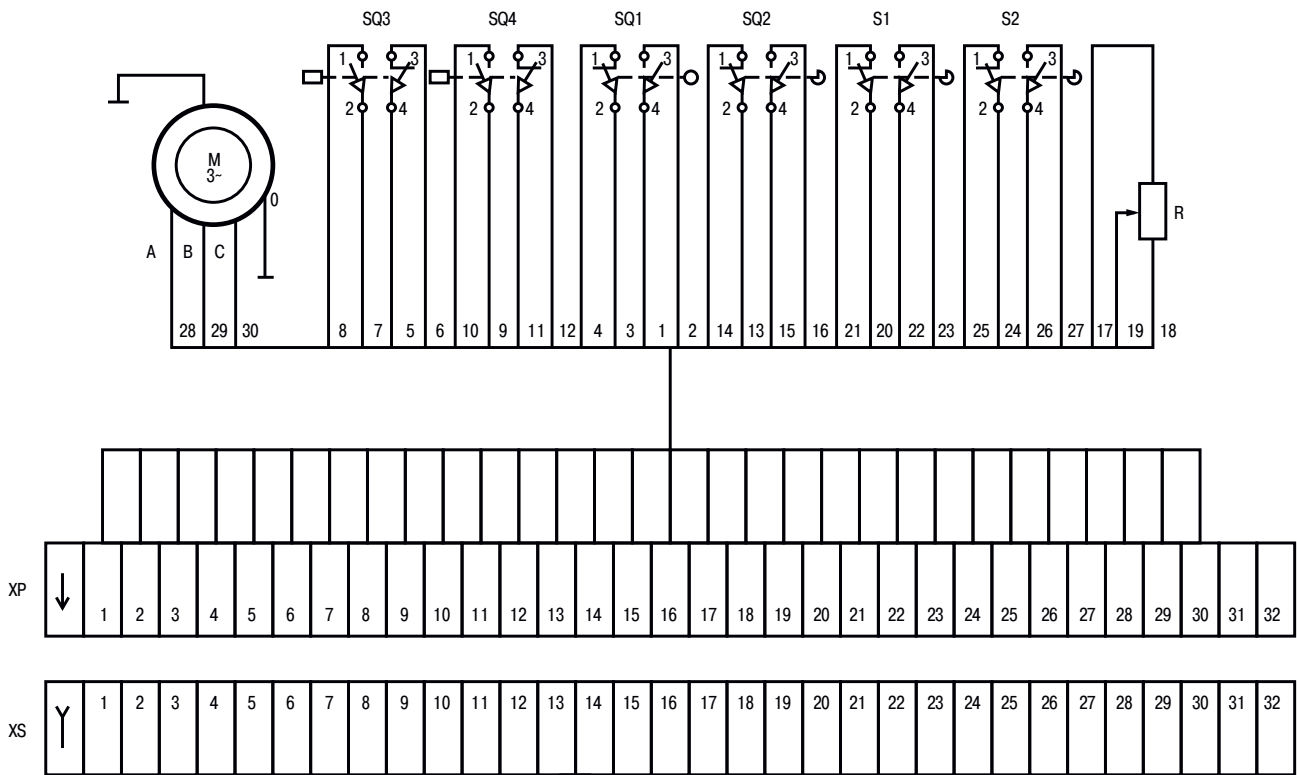 SQ3 SQ4 SQ1 SQ2 S1 S2
1 3 1 3 1 3 1 3 1 3 1 3
2 4 2 4 2 4 2 4 2 4 2 4
M
3~
0
R
A B C
28 29 30 8 7 5 6 10 9 11 12 4 3 1 2 14 13 15 16 21 20 22 23 25 24 26 27 17 19 18
XP 1 2 3 4 5 6 7 8 9 10 11 12 13 14 15 16 17 18 19 20 21 22 23 24 25 26 27 28 29 30 31 32
XS 1 2 3 4 5 6 7 8 9 10 11 12 13 14 15 16 17 18 19 20 21 22 23 24 25 26 27 28 29 30 31 32